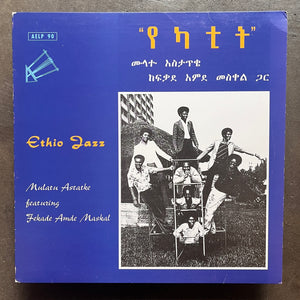 AELP 90
"የካቲት"
ሙላቱ አስታጥቄ
ከፍቃደ አምደ መስቀል ጋር
Ethio Jazz
Mulatu Astatke
featuring
Fekade Amde Maskal